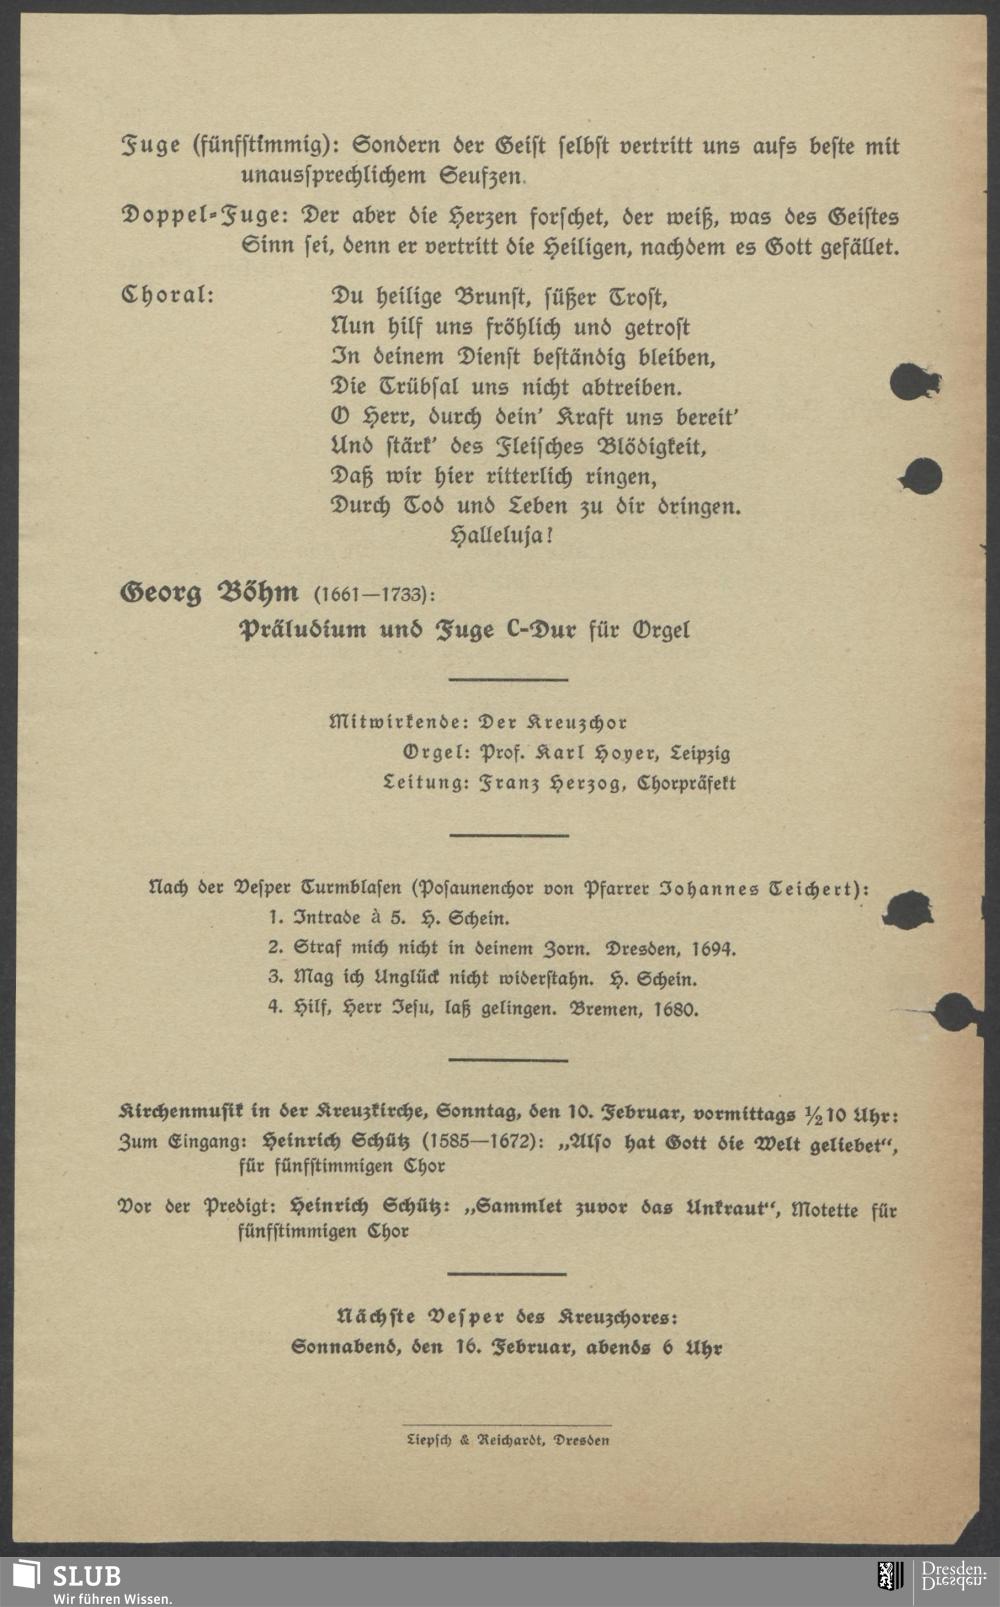 Fuge (fünfstimmig): Sondern der Geist selbst vertritt uns aufs beste mit
unaussprechlichem Seufzen.
Doppel-Fuge: Der aber die Herzen forschet, der weiß, was des Geistes
Sinn sei, denn er vertritt die Heiligen, nachdem es Gott gefället.
Choral: Du heilige Brunst, süßer Trost,
Nun hilf uns fröhlich und getrost
In deinem Dienst beständig bleiben,
Die Trübsal uns nicht abtreiben.
O Herr, durch dein' Kraft uns bereit'
Und stärk' des Fleisches Blödigkeit,
Daß wir hier ritterlich ringen,
Durch Tod und Leben zu dir dringen.
Halleluja!
Georg Böhm (1661—1733):
Präludium und Fuge C-Dur für Orgel
Mitwirkende: Der Kreuzchor
Orgel: Prof. Karl Hoyer, Leipzig
Leitung: Franz Herzog, Chorpräfekt
Nach der Vesper Turmblasen (Posaunenchor von Pfarrer Johannes Teichert):
1. Intrade à 5. H. Schein.
2. Straf mich nicht in deinem Zorn. Dresden, 1694.
3. Mag ich Unglück nicht widerstahn. H. Schein.
4. Hilf, Herr Jesu, laß gelingen. Bremen, 1680.
Kirchenmusik in der Kreuzkirche, Sonntag, den 10. Februar, vormittags ½10 Uhr:
Zum Eingang: Heinrich Schütz (1585—1672): „Also hat Gott die Welt geliebet“,
für fünfstimmigen Chor
Vor der Predigt: Heinrich Schütz: „Sammlet zuvor das Unkraut“, Motette für
fünfstimmigen Chor
Nächste Vesper des Kreuzchores:
Sonnabend, den 16. Februar, abends 6 Uhr
Liepsch & Reichardt, Dresden
SLUB
Wir führen Wissen.
Dresden.
Dresden.